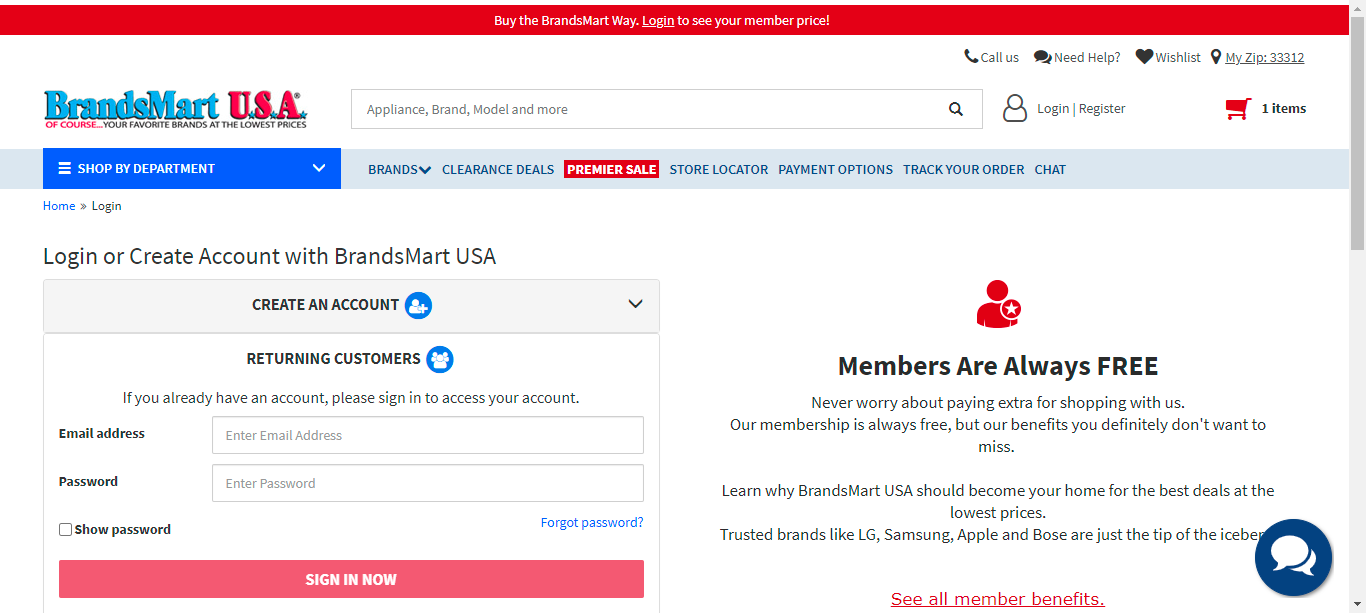 Buy the BrandsMart Way. Login to see your member price!
Call us Need Help? Wishlist My Zip: 33312
BrandsMart U.S.A.®
OF COURSE...YOUR FAVORITE BRANDS AT THE LOWEST PRICES
Appliance, Brand, Model and more
Login | Register
1 items
SHOP BY DEPARTMENT
BRANDS CLEARANCE DEALS PREMIER SALE STORE LOCATOR PAYMENT OPTIONS TRACK YOUR ORDER CHAT
Home » Login
Login or Create Account with BrandsMart USA
CREATE AN ACCOUNT
RETURNING CUSTOMERS
If you already have an account, please sign in to access your account.
Email address
Enter Email Address
Password
Enter Password
Show password
Forgot password?
SIGN IN NOW
Members Are Always FREE
Never worry about paying extra for shopping with us.
Our membership is always free, but our benefits you definitely don't want to
miss.
Learn why BrandsMart USA should become your home for the best deals at the
lowest prices.
Trusted brands like LG, Samsung, Apple and Bose are just the tip of the
See all member benefits.